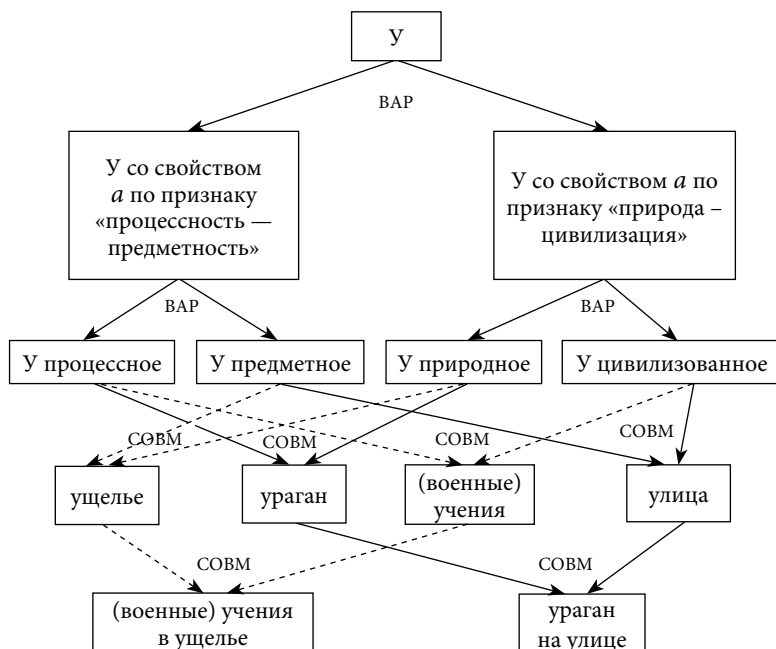 У
ВАР
У со свойством
а по признаку
«процессность —
предметность»
У со свойством а по
признаку «природа –
цивилизация»
ВАР
ВАР
У процессное
У предметное
У природное
У цивилизованное
СОВМ
СОВМ
СОВМ
СОВМ
ущелье
ураган
(военные)
учения
улица
СОВМ
СОВМ
(военные) учения
в ущелье
ураган
на улице